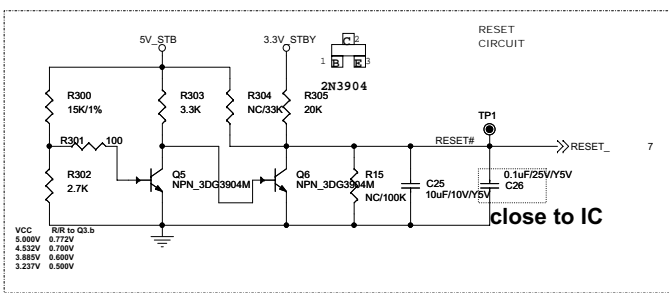 RESET
CIRCUIT
5V_STB
3.3V_STBY
C 2
1 B E 3
2N3904
R300
15K/1%
R303
3.3K
R304
NC/33K
R305
20K
TP1
R301 100
RESET#
RESET_ 7
R302
2.7K
Q5
NPN_3DG3904M
Q6
NPN_3DG3904M
R15
NC/100K
C25
10uF/10V/Y5V
0.1uF/25V/Y5V
C26
close to IC
VCC R/R to Q3.b
5.000V 0.772V
4.532V 0.700V
3.885V 0.600V
3.237V 0.500V